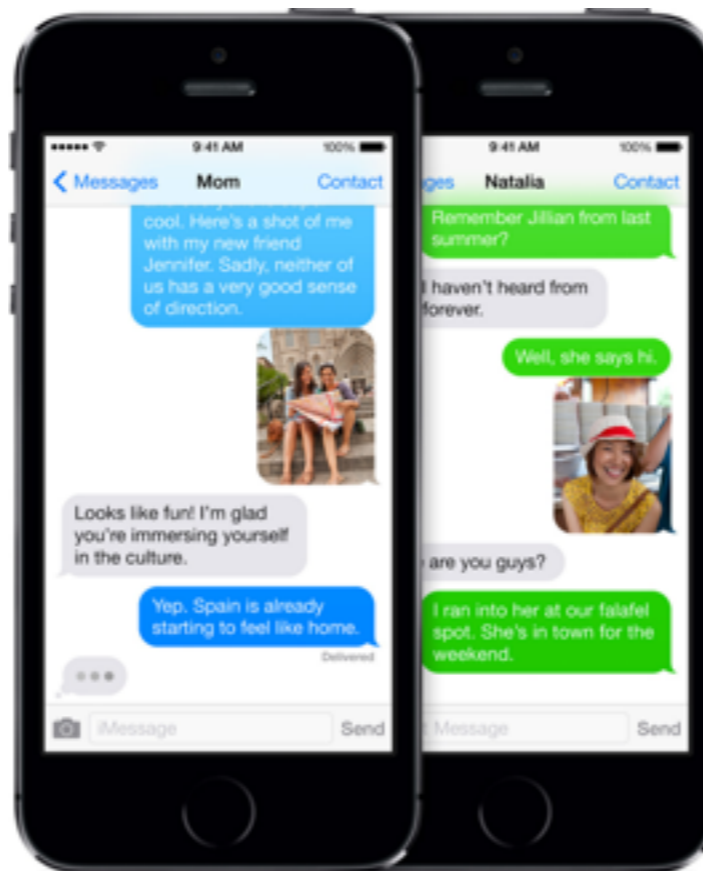 9:41 AM
100%
Messages
Mom
Contact
cool. Here's a shot of me
with my new friend
Jennifer. Sadly, neither of
us has a very good sense
of direction.
Looks like fun! I'm glad
you're immersing yourself
in the culture.
Yep. Spain is already
starting to feel like home.
Delivered
iMessage
Send
9:41 AM
100%
ges
Natalia
Contact
Remember Jillian from last
summer?
I haven't heard from
forever.
Well, she says hi.
are you guys?
I ran into her at our falafel
spot. She's in town for the
weekend.
Message
Send